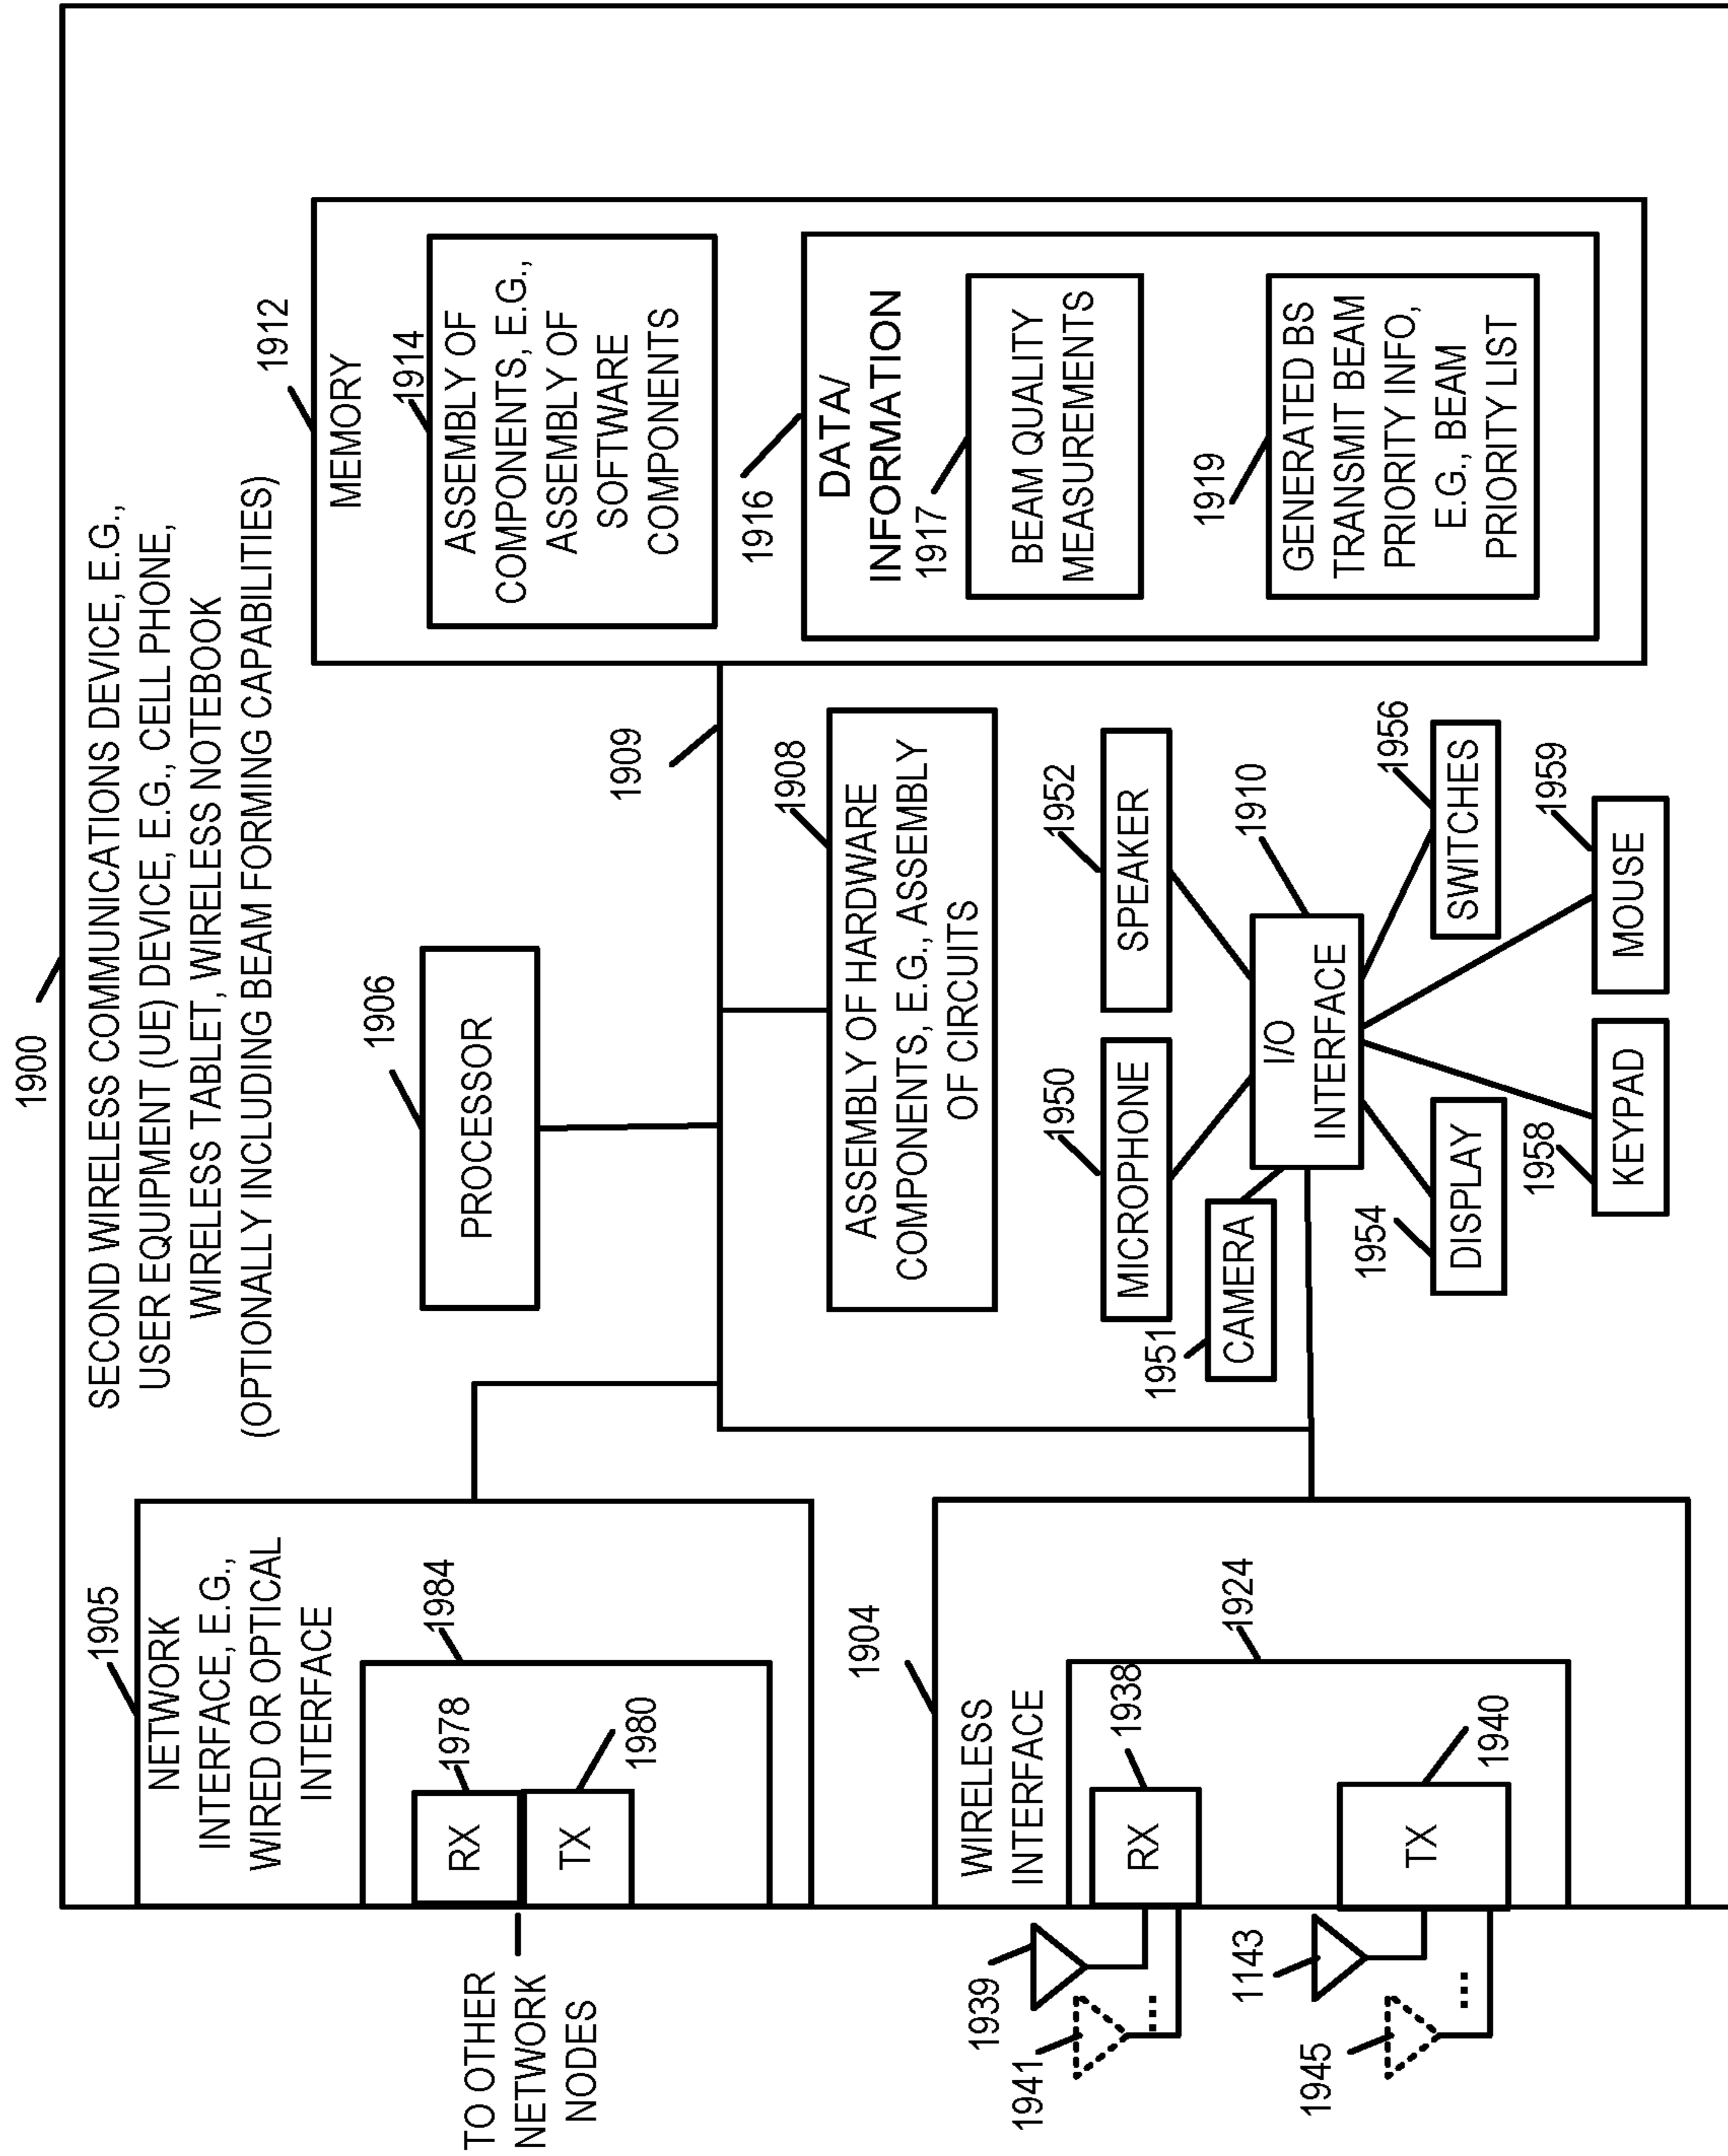 1900
SECOND WIRELESS COMMUNICATIONS DEVICE, E.G.,
USER EQUIPMENT (UE) DEVICE, E.G., CELL PHONE,
WIRELESS TABLET, WIRELESS NOTEBOOK
(OPTIONALLY INCLUDING BEAM FORMING CAPABILITIES)
1905
NETWORK
INTERFACE, E.G.,
WIRED OR OPTICAL
INTERFACE
1984
1978
RX
TX
1980
TO OTHER
NETWORK
NODES
1904
WIRELESS
INTERFACE
1924
1938
RX
TX
1940
1939
1941
...
1143
1945
...
1906
PROCESSOR
1909
1908
ASSEMBLY OF HARDWARE
COMPONENTS, E.G., ASSEMBLY
OF CIRCUITS
1950
MICROPHONE
1952
SPEAKER
1951
CAMERA
1910
I/O
INTERFACE
1954
DISPLAY
1956
SWITCHES
1958
KEYPAD
1959
MOUSE
1912
MEMORY
1914
ASSEMBLY OF
COMPONENTS, E.G.,
ASSEMBLY OF
SOFTWARE
COMPONENTS
1916
DATA/
INFORMATION
1917
BEAM QUALITY
MEASUREMENTS
1919
GENERATED BS
TRANSMIT BEAM
PRIORITY INFO,
E.G., BEAM
PRIORITY LIST